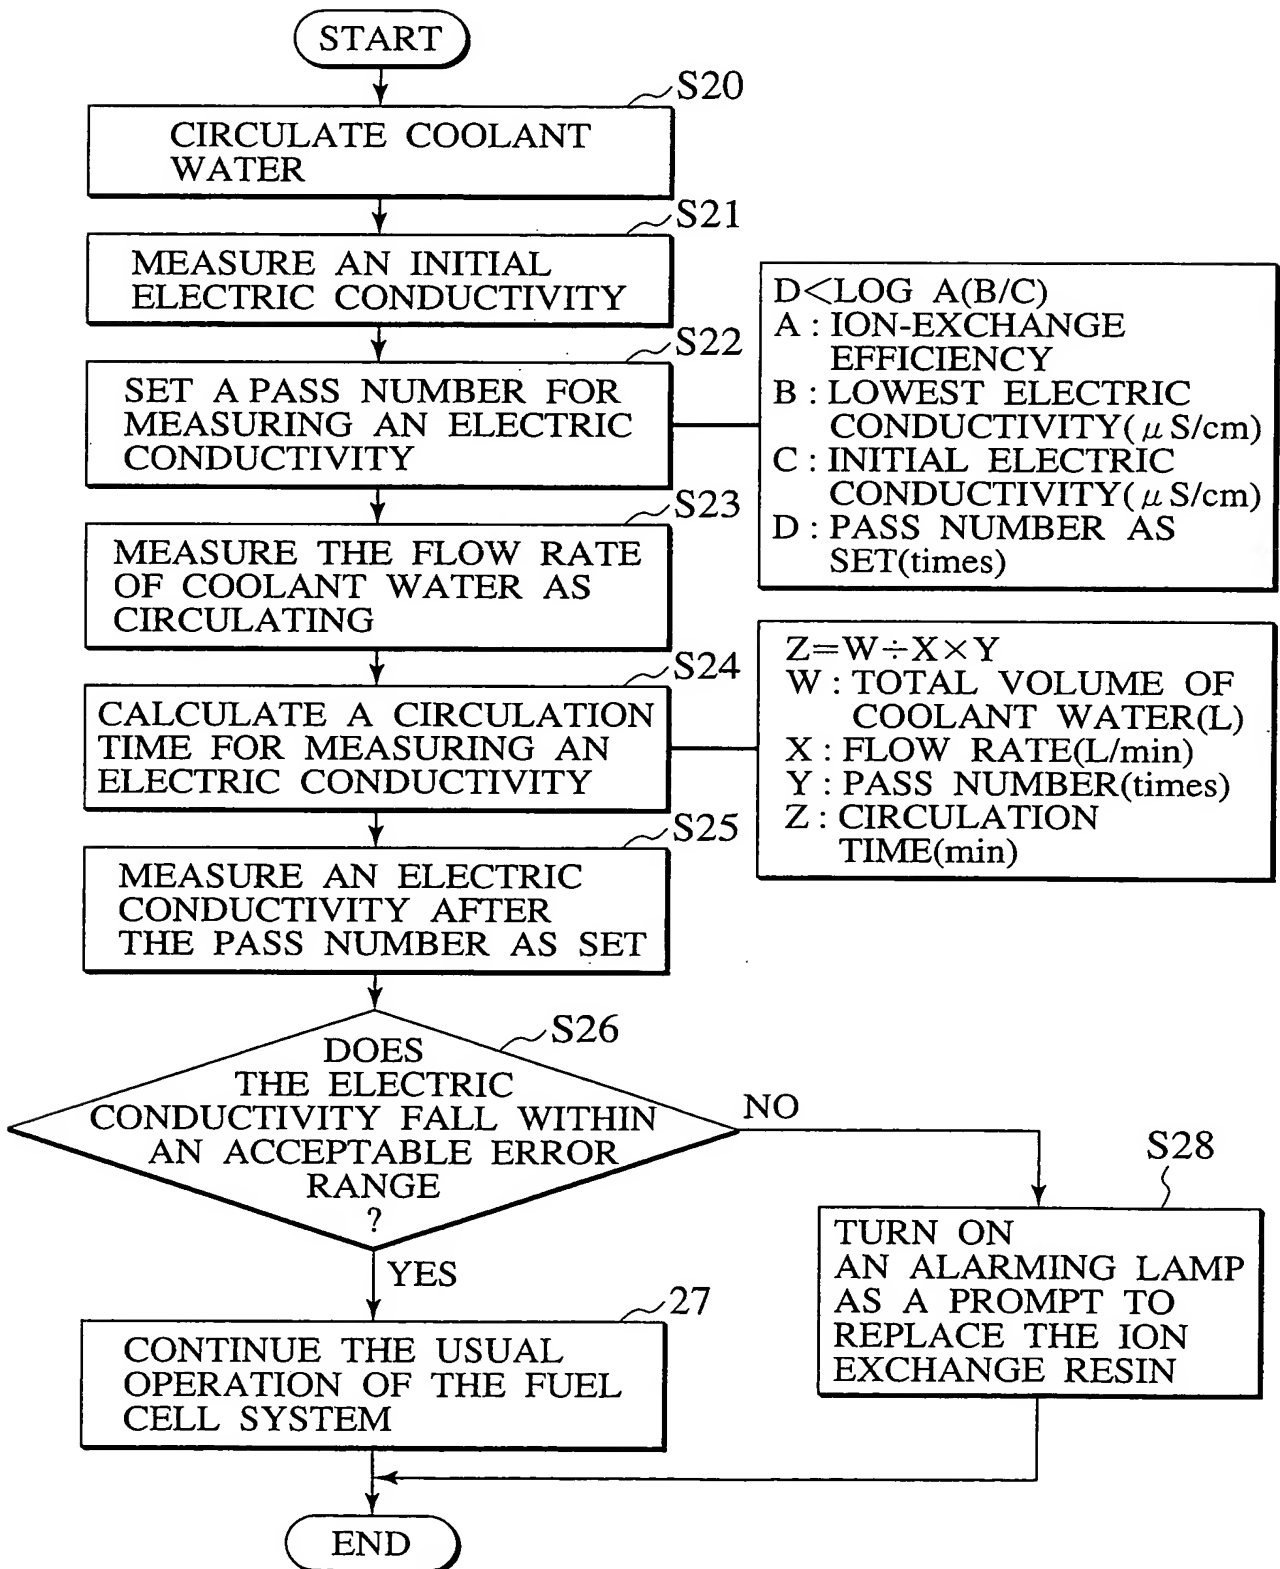 START
S20
CIRCULATE COOLANT
WATER
S21
MEASURE AN INITIAL
ELECTRIC CONDUCTIVITY
S22
SET A PASS NUMBER FOR
MEASURING AN ELECTRIC
CONDUCTIVITY
D<LOG A(B/C)
A : ION-EXCHANGE
EFFICIENCY
B : LOWEST ELECTRIC
CONDUCTIVITY(μ S/cm)
C : INITIAL ELECTRIC
CONDUCTIVITY(μ S/cm)
D : PASS NUMBER AS
SET(times)
S23
MEASURE THE FLOW RATE
OF COOLANT WATER AS
CIRCULATING
S24
CALCULATE A CIRCULATION
TIME FOR MEASURING AN
ELECTRIC CONDUCTIVITY
Z=W÷X×Y
W : TOTAL VOLUME OF
COOLANT WATER(L)
X : FLOW RATE(L/min)
Y : PASS NUMBER(times)
Z : CIRCULATION
TIME(min)
S25
MEASURE AN ELECTRIC
CONDUCTIVITY AFTER
THE PASS NUMBER AS SET
S26
DOES
THE ELECTRIC
CONDUCTIVITY FALL WITHIN
AN ACCEPTABLE ERROR
RANGE
?
NO
YES
S28
TURN ON
AN ALARMING LAMP
AS A PROMPT TO
REPLACE THE ION
EXCHANGE RESIN
27
CONTINUE THE USUAL
OPERATION OF THE FUEL
CELL SYSTEM
END